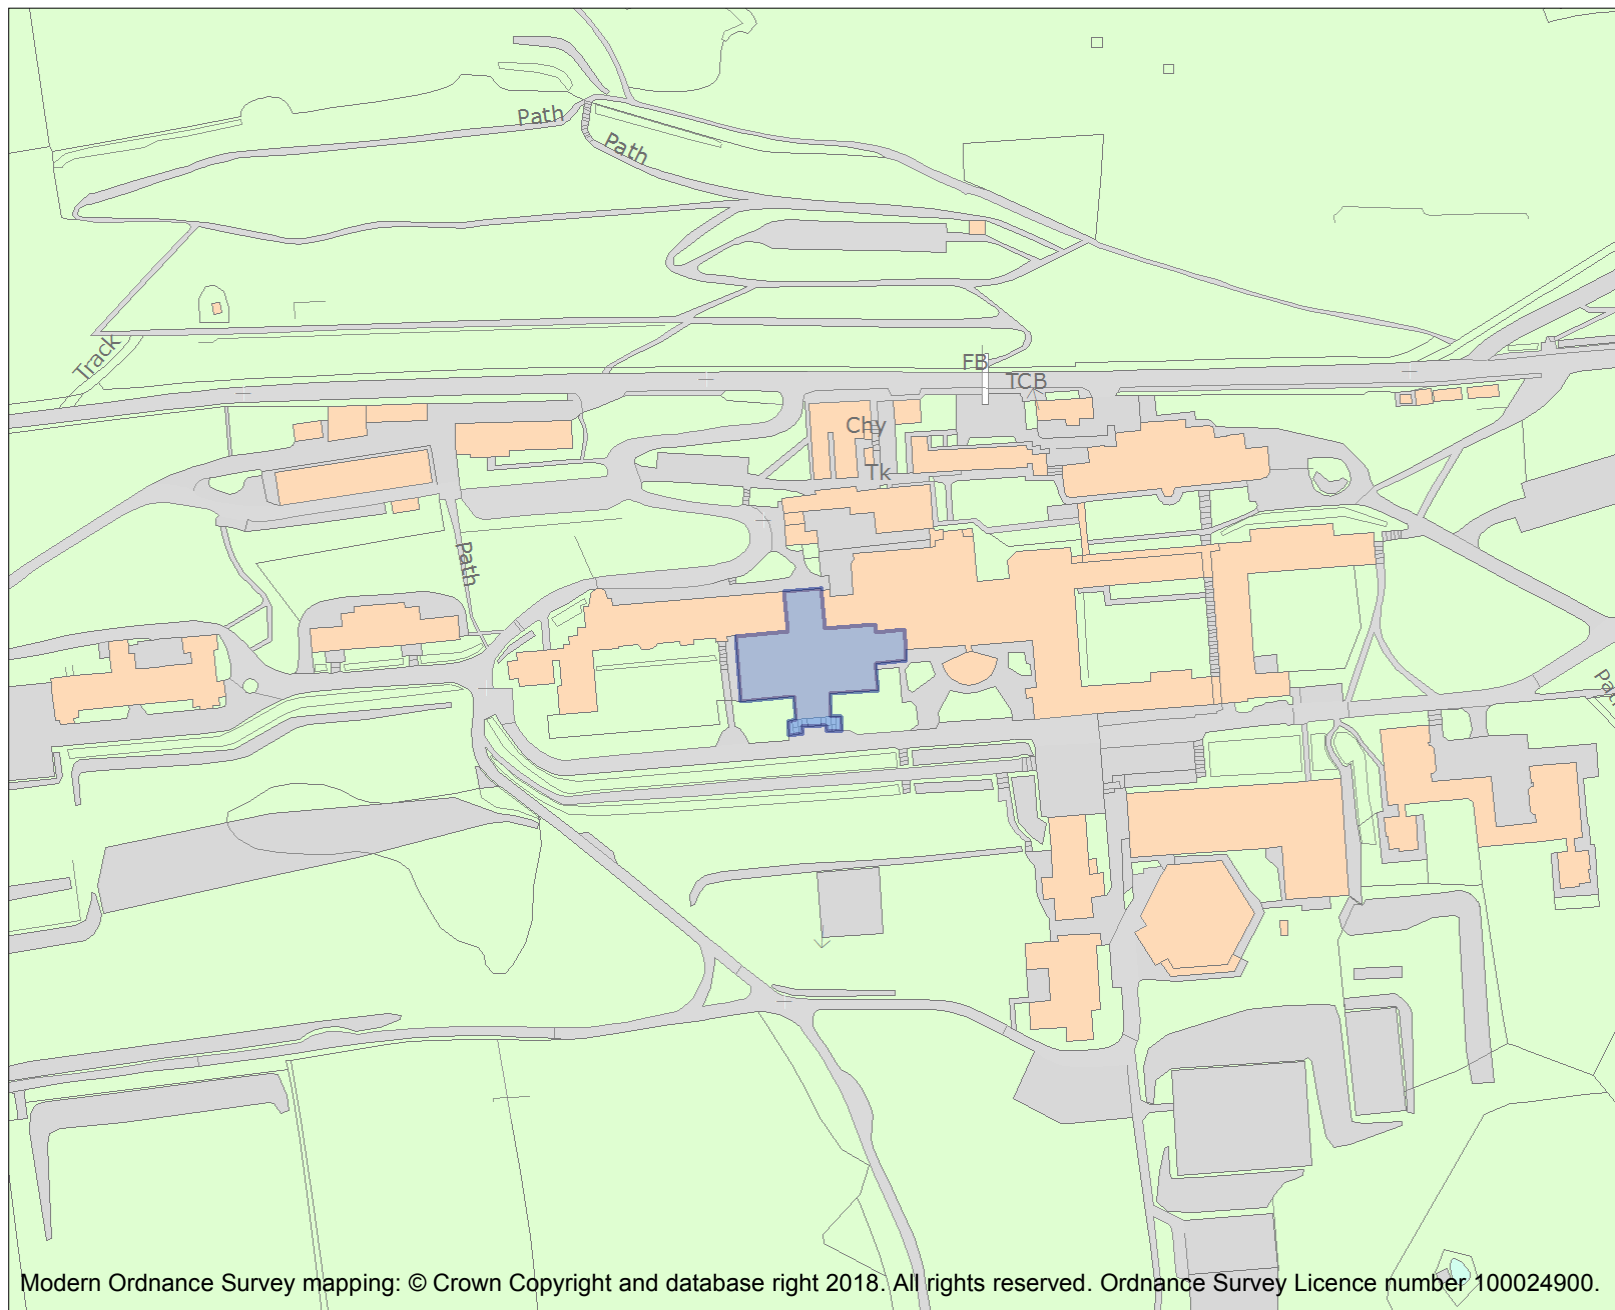 Path
Path
Track
FB
TCB
Chy
Tk
Path
Pa
Modern Ordnance Survey mapping: © Crown Copyright and database right 2018. All rights reserved. Ordnance Survey Licence number 100024900.